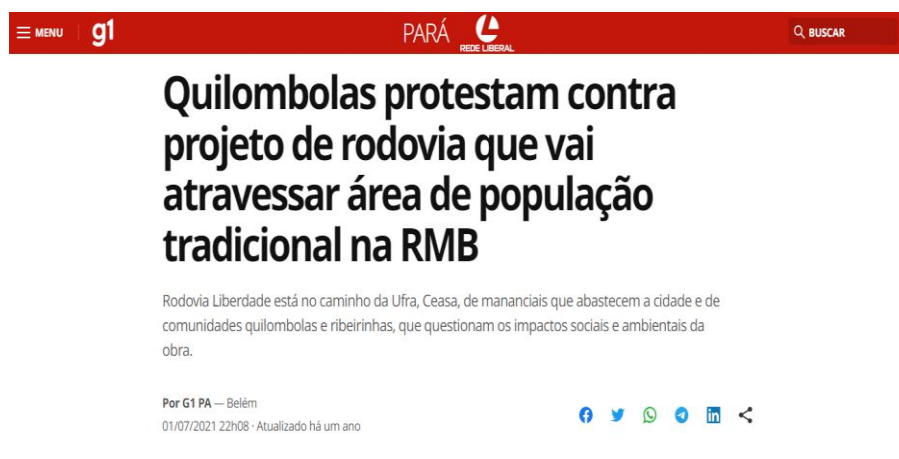 MENU
g1
PARÁ
REDE LIBERAL
BUSCAR
Quilombolas protestam contra
projeto de rodovia que vai
atravessar área de população
tradicional na RMB
Rodovia Liberdade está no caminho da Ufra, Ceasa, de mananciais que abastecem a cidade e de
comunidades quilombolas e ribeirinhas, que questionam os impactos sociais e ambientais da
obra.
Por G1 PA — Belém
01/07/2021 22h08 · Atualizado há um ano
in